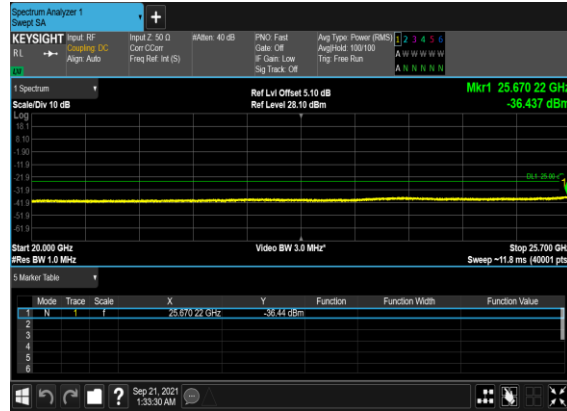 Spectrum Analyzer 1
Swept SA
+
KEYSIGHT Input: RF Input Z: 50 Ω #Atten: 40 dB PNO: Fast Avg Type: Power (RMS) 1 2 3 4 5 6
RL Coupling: DC Corr CCorr Gate: Off Avg|Hold: 100/100 A W W W W W
Align: Auto Freq Ref: Int (S) IF Gain: Low Trig: Free Run
Sig Track: Off A N N N N N
1 Spectrum Ref Lvl Offset 5.10 dB Mkr1 25.670 22 GHz
Scale/Div 10 dB Ref Level 28.10 dBm -36.437 dBm
Log
18.1
8.10
-1.90
-11.9
-21.9 DL1 -25.00
-31.9 1
-41.9
-51.9
-61.9
Start 20.000 GHz Video BW 3.0 MHz* Stop 25.700 GHz
#Res BW 1.0 MHz Sweep ~11.8 ms (40001 pts)
5 Marker Table
Mode Trace Scale X Y Function Function Width Function Value
1 N 1 f 25.670 22 GHz -36.44 dBm
2
3
4
5
6
? Sep 21, 2021
1:33:30 AM